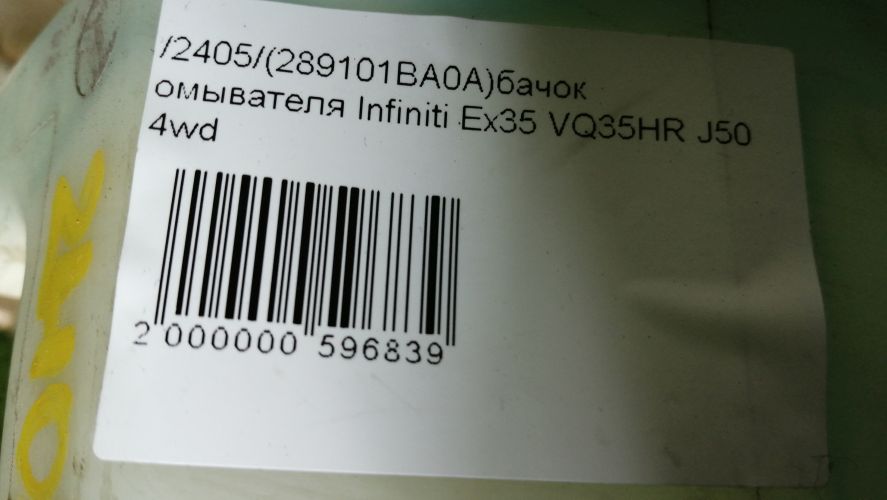 /2405/(289101BA0A)бачок
омывателя Infiniti Ex35 VQ35HR J50
4wd
2 000000 596839